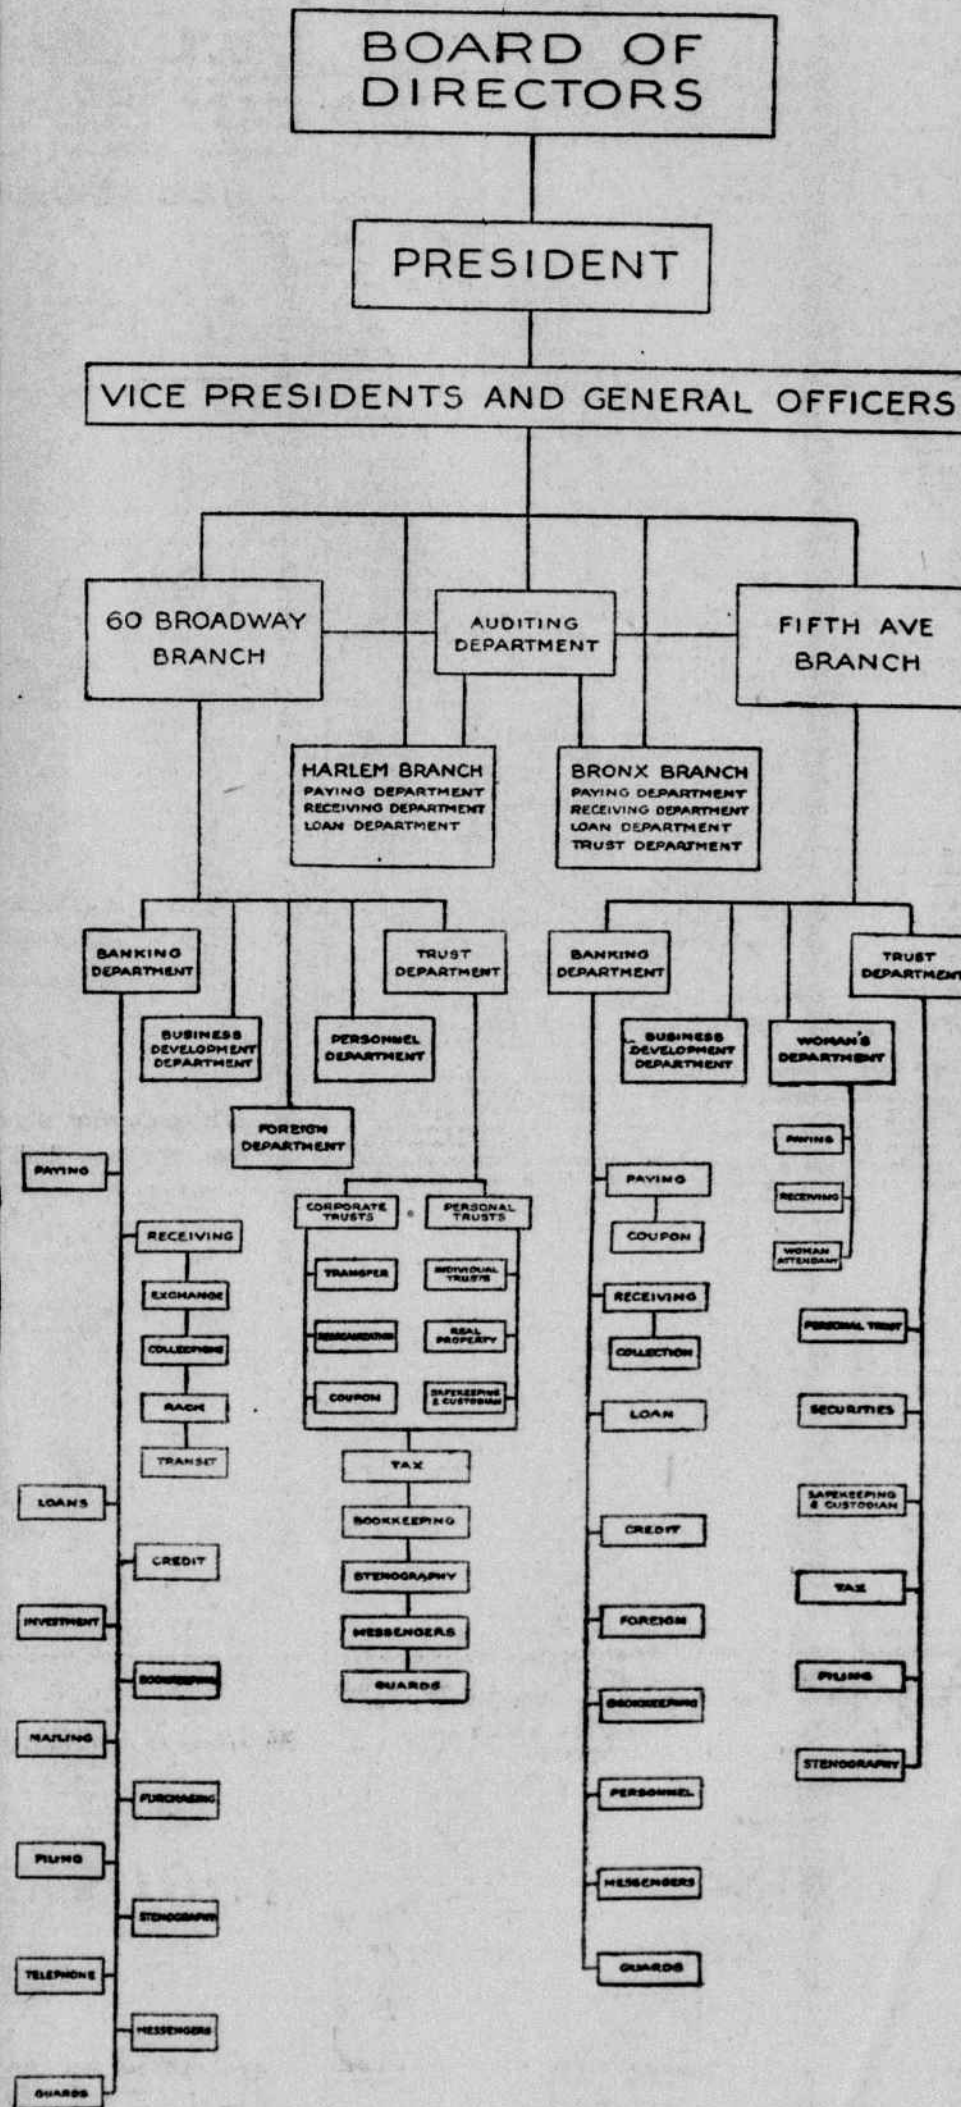 BOARD OF
DIRECTORS
PRESIDENT
VICE PRESIDENTS AND GENERAL OFFICERS
60 BROADWAY
BRANCH
AUDITING
DEPARTMENT
FIFTH AVE
BRANCH
HARLEM BRANCH
PAYING DEPARTMENT
RECEIVING DEPARTMENT
LOAN DEPARTMENT
BRONX BRANCH
PAYING DEPARTMENT
RECEIVING DEPARTMENT
LOAN DEPARTMENT
TRUST DEPARTMENT
BANKING
DEPARTMENT
BUSINESS
DEVELOPMENT
DEPARTMENT
FOREIGN
DEPARTMENT
PERSONNEL
DEPARTMENT
TRUST
DEPARTMENT
PAYING
RECEIVING
EXCHANGE
COLLECTIONS
RACK
TRANSIT
LOANS
CREDIT
INVESTMENT
BOOKKEEPING
MAILING
PURCHASING
FILING
STENOGRAPHY
TELEPHONE
MESSENGERS
GUARDS
CORPORATE
TRUSTS
TRANSFER
REORGANIZATION
COUPON
PERSONAL
TRUSTS
INDIVIDUAL
TRUSTS
REAL
PROPERTY
SAFEKEEPING
& CUSTODIAN
TAX
BOOKKEEPING
STENOGRAPHY
MESSENGERS
GUARDS
BANKING
DEPARTMENT
BUSINESS
DEVELOPMENT
DEPARTMENT
WOMAN'S
DEPARTMENT
TRUST
DEPARTMENT
PAYING
COUPON
RECEIVING
COLLECTION
LOAN
CREDIT
FOREIGN
BOOKKEEPING
PERSONNEL
MESSENGERS
GUARDS
PAYING
RECEIVING
WOMAN
ATTENDANT
PERSONAL TRUST
SECURITIES
SAFEKEEPING
& CUSTODIAN
TAX
FILING
STENOGRAPHY